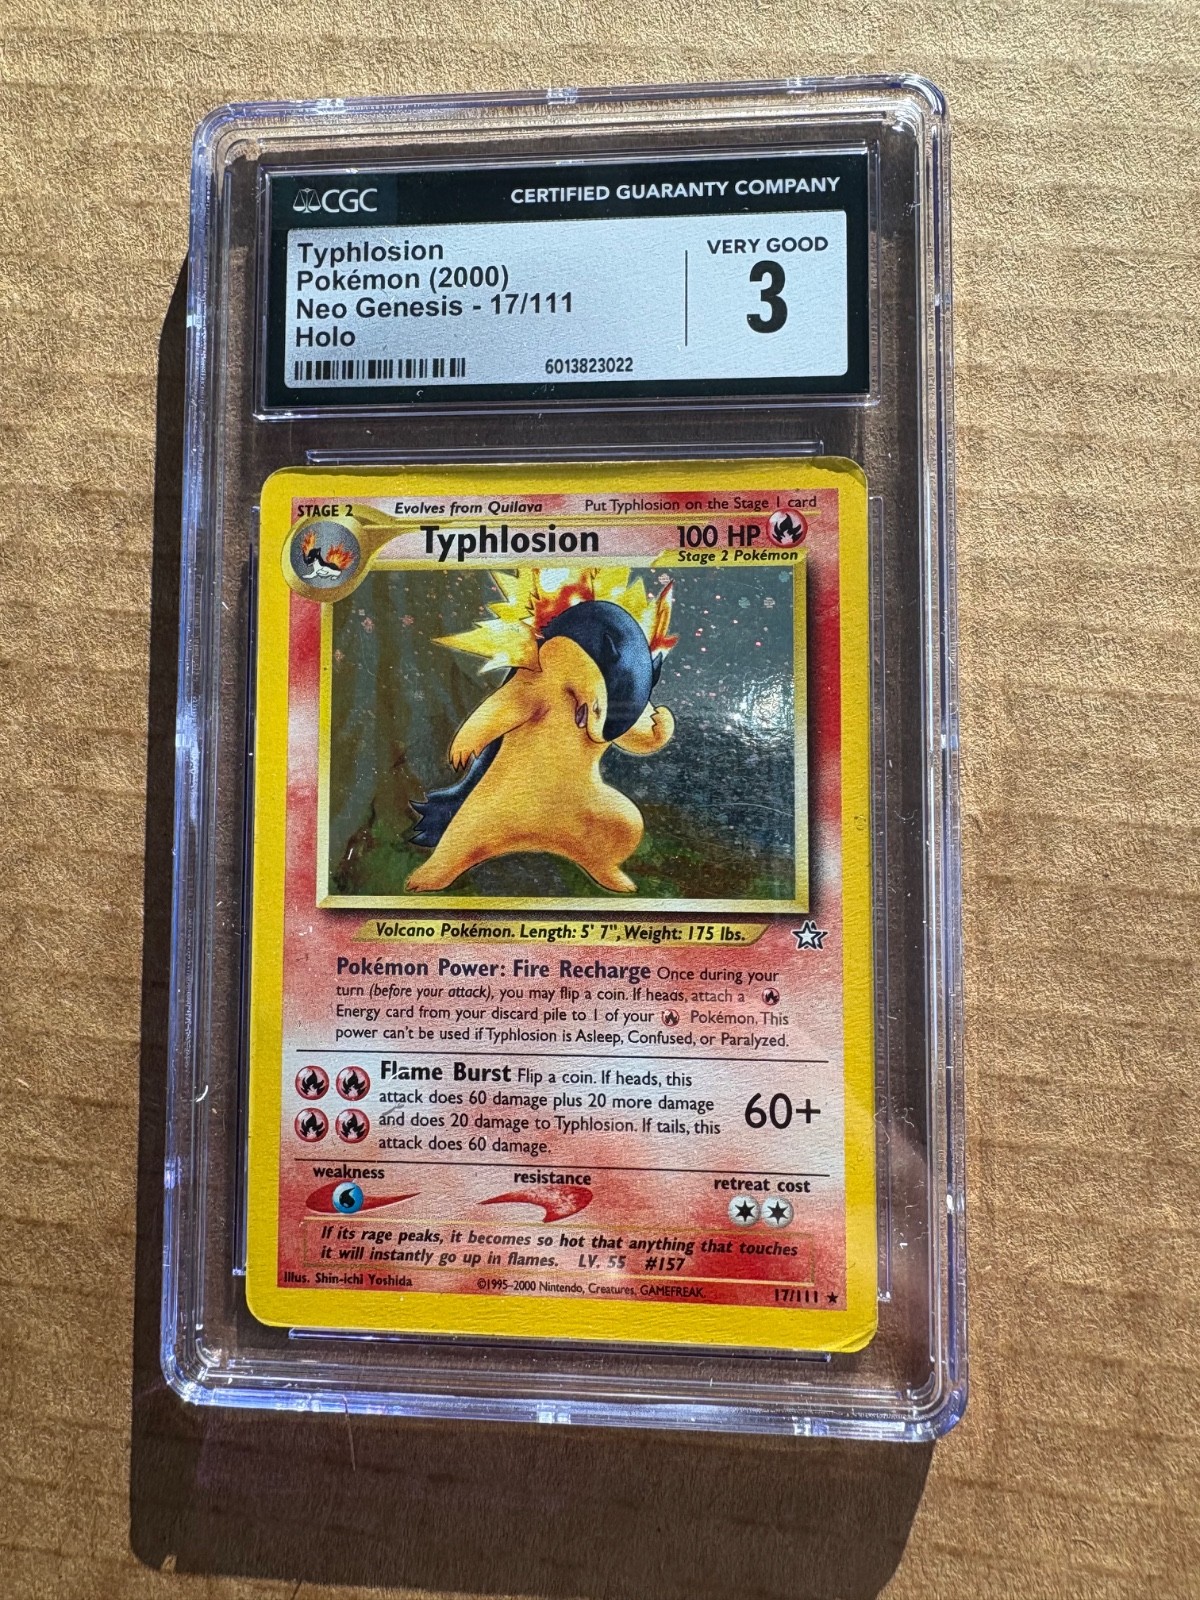 CGC CERTIFIED GUARANTY COMPANY
Typhlosion
Pokémon (2000)
Neo Genesis - 17/111
Holo
6013823022
VERY GOOD
3
STAGE 2 Evolves from Quilava Put Typhlosion on the Stage 1 card
Typhlosion 100 HP
Stage 2 Pokémon
Volcano Pokémon. Length: 5' 7", Weight: 175 lbs.
Pokémon Power: Fire Recharge Once during your
turn (before your attack), you may flip a coin. If heads, attach a
Energy card from your discard pile to 1 of your Pokémon. This
power can't be used if Typhlosion is Asleep, Confused, or Paralyzed.
Flame Burst Flip a coin. If heads, this
attack does 60 damage plus 20 more damage
and does 20 damage to Typhlosion. If tails, this
attack does 60 damage.
60+
weakness resistance retreat cost
If its rage peaks, it becomes so hot that anything that touches
it will instantly go up in flames. LV. 55 #157
Illus. Shin-ichi Yoshida ©1995-2000 Nintendo, Creatures, GAMEFREAK. 17/111 ★